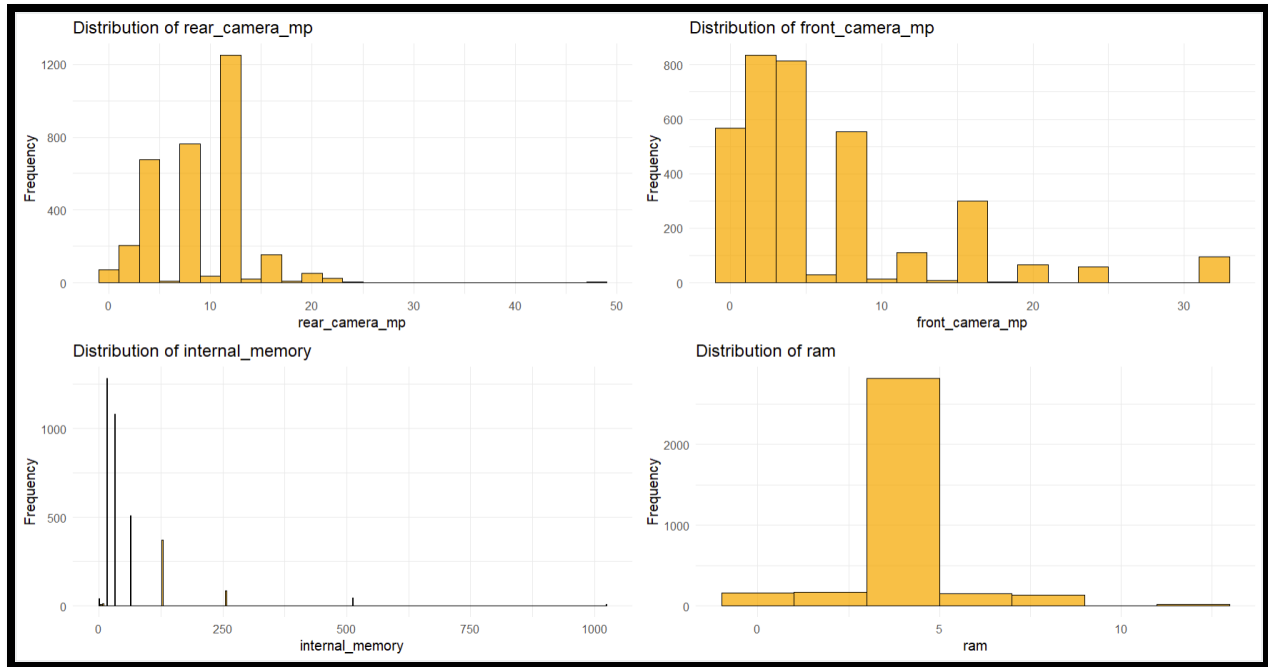 Distribution of rear_camera_mp
Frequency
1200
800
400
0
0 10 20 30 40 50
rear_camera_mp
Distribution of front_camera_mp
Frequency
800
600
400
200
0
0 10 20 30
front_camera_mp
Distribution of internal_memory
Frequency
1000
500
0
0 250 500 750 1000
internal_memory
Distribution of ram
Frequency
2000
1000
0
0 5 10
ram